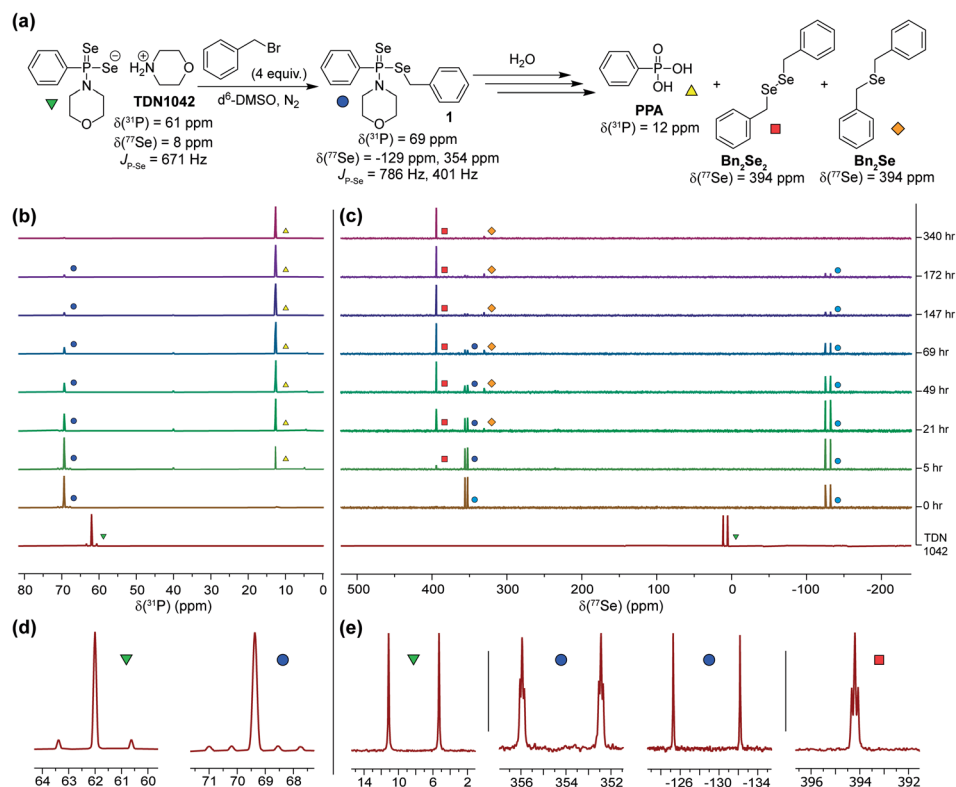 (a)
Se
Se ⊖
P
N
O
⊕
H2N
O
TDN1042
δ(31P) = 61 ppm
δ(77Se) = 8 ppm
JP-Se = 671 Hz
Br
(4 equiv.)
d6-DMSO, N2
Se
Se
P
N
O
1
δ(31P) = 69 ppm
δ(77Se) = -129 ppm, 354 ppm
JP-Se = 786 Hz, 401 Hz
H2O
O
P
OH
OH
PPA
δ(31P) = 12 ppm
+
Se
Se
Bn2Se2
δ(77Se) = 394 ppm
+
Se
Bn2Se
δ(77Se) = 394 ppm
(b)
(c)
340 hr
172 hr
147 hr
69 hr
49 hr
21 hr
5 hr
0 hr
TDN
1042
80 70 60 50 40 30 20 10 0
δ(31P) (ppm)
500 400 300 200 100 0 -100 -200
δ(77Se) (ppm)
(d)
64 63 62 61 60
71 70 69 68
(e)
14 10 6 2
356 354 352
-126 -130 -134
396 394 392